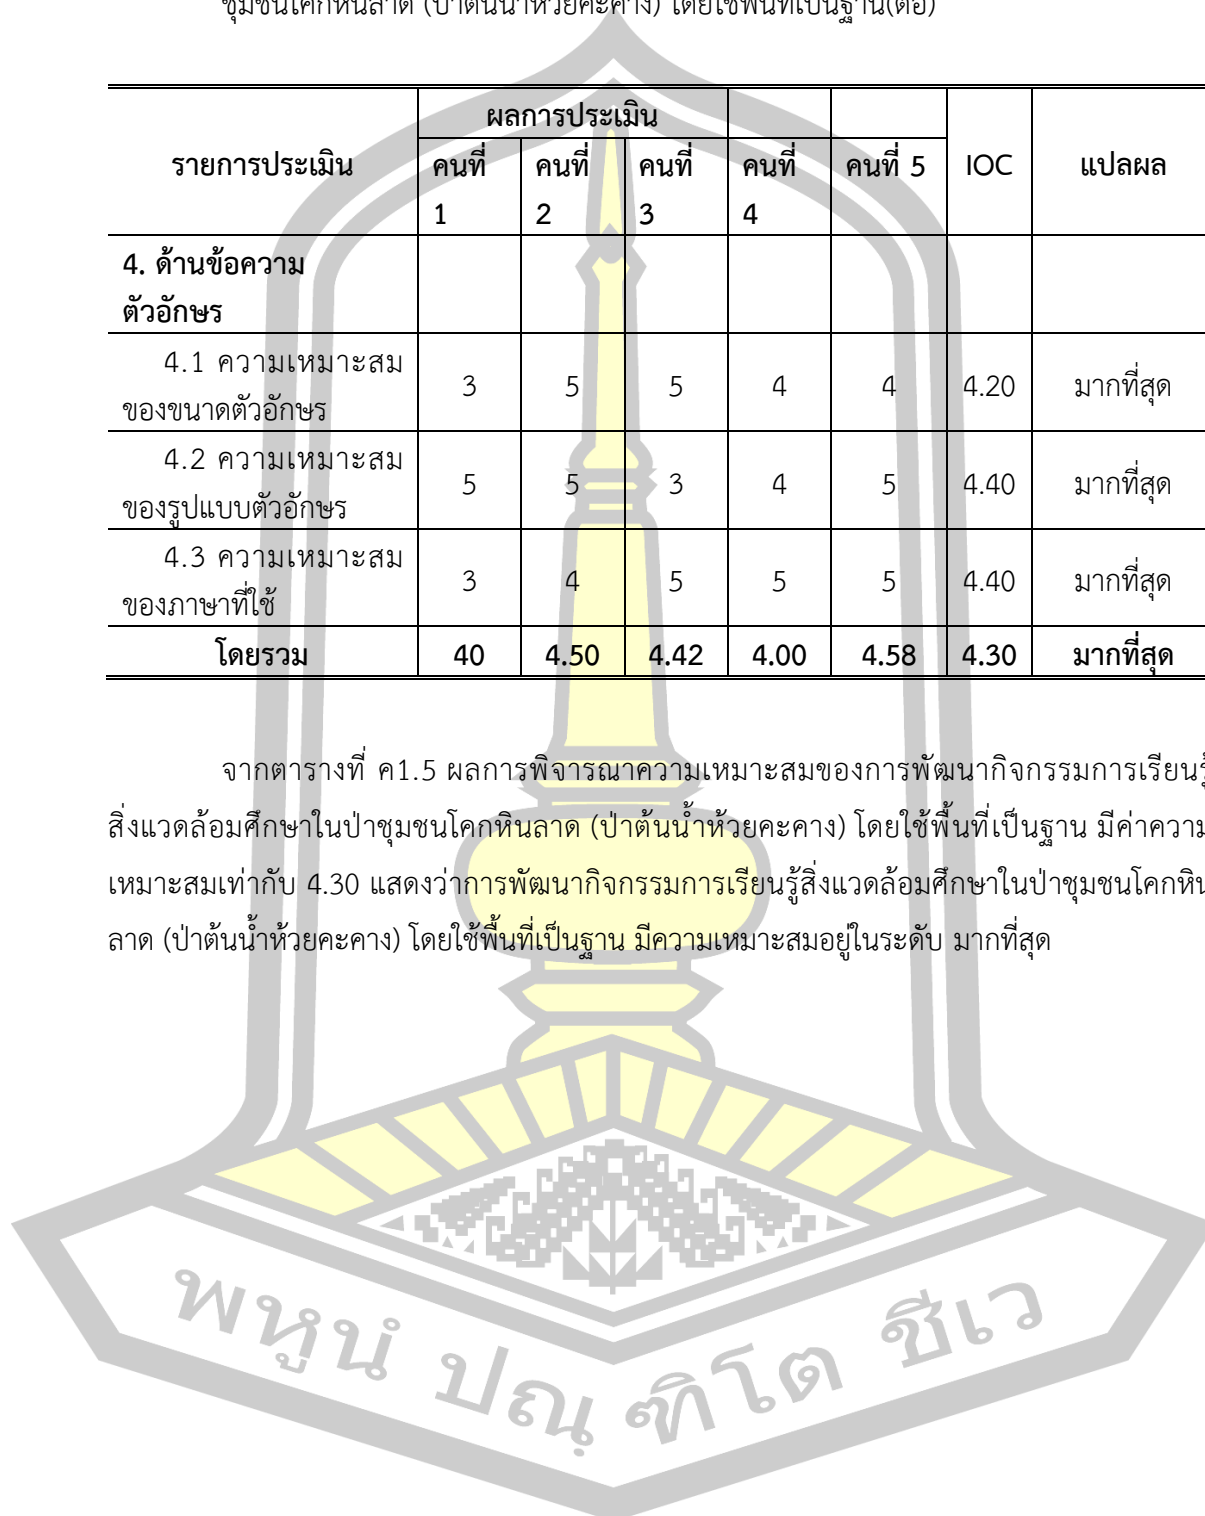 ชุมชนโคกหินลาด (ป่าต้นน้ำห้วยคะคาง) โดยใช้พื้นที่เป็นฐาน(ต่อ)
รายการประเมิน ผลการประเมิน IOC แปลผล
คนที่ 1 คนที่ 2 คนที่ 3 คนที่ 4 คนที่ 5
4. ด้านข้อความ
ตัวอักษร
4.1 ความเหมาะสม
ของขนาดตัวอักษร 3 5 5 4 4 4.20 มากที่สุด
4.2 ความเหมาะสม
ของรูปแบบตัวอักษร 5 5 3 4 5 4.40 มากที่สุด
4.3 ความเหมาะสม
ของภาษาที่ใช้ 3 4 5 5 5 4.40 มากที่สุด
โดยรวม 40 4.50 4.42 4.00 4.58 4.30 มากที่สุด
จากตารางที่ ค1.5 ผลการพิจารณาความเหมาะสมของการพัฒนากิจกรรมการเรียนรู้
สิ่งแวดล้อมศึกษาในป่าชุมชนโคกหินลาด (ป่าต้นน้ำห้วยคะคาง) โดยใช้พื้นที่เป็นฐาน มีค่าความ
เหมาะสมเท่ากับ 4.30 แสดงว่าการพัฒนากิจกรรมการเรียนรู้สิ่งแวดล้อมศึกษาในป่าชุมชนโคกหิน
ลาด (ป่าต้นน้ำห้วยคะคาง) โดยใช้พื้นที่เป็นฐาน มีความเหมาะสมอยู่ในระดับ มากที่สุด
พหูนํ ปณฺ ฑิโต ชีเว